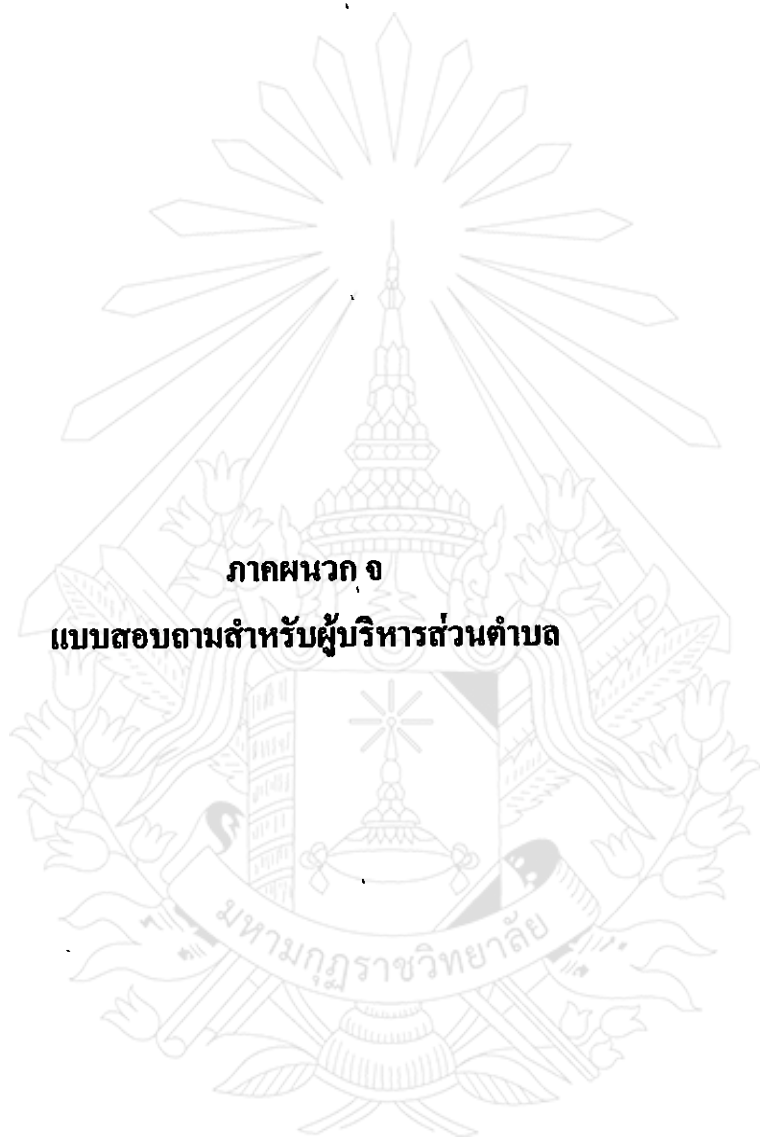 ภาคผนวก จ
แบบสอบถามสำหรับผู้บริหารส่วนตำบล
มหามกุฏราชวิทยาลัย